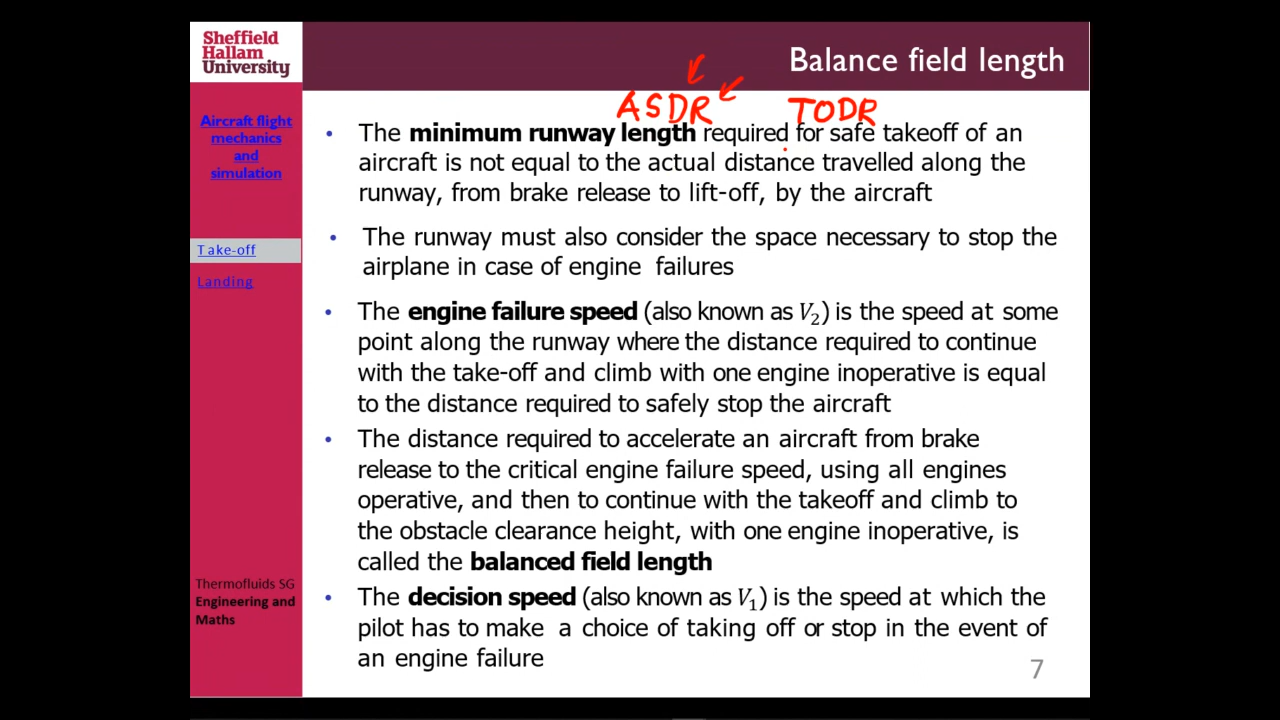 Sheffield
Hallam
University
Balance field length
ASDR TODR
Aircraft flight
mechanics
and
simulation
Take-off
Landing
• The minimum runway length required for safe takeoff of an
aircraft is not equal to the actual distance travelled along the
runway, from brake release to lift-off, by the aircraft
• The runway must also consider the space necessary to stop the
airplane in case of engine failures
• The engine failure speed (also known as V₂) is the speed at some
point along the runway where the distance required to continue
with the take-off and climb with one engine inoperative is equal
to the distance required to safely stop the aircraft
• The distance required to accelerate an aircraft from brake
release to the critical engine failure speed, using all engines
operative, and then to continue with the takeoff and climb to
the obstacle clearance height, with one engine inoperative, is
called the balanced field length
• The decision speed (also known as V₁) is the speed at which the
pilot has to make a choice of taking off or stop in the event of
an engine failure
Thermofluids SG
Engineering and
Maths
7